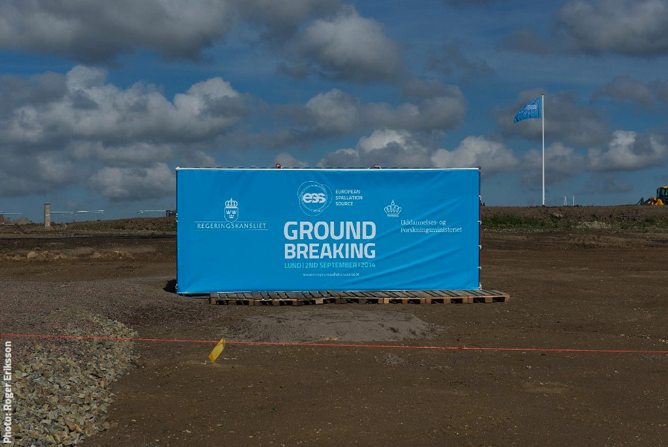 ess
EUROPEAN
SPALLATION
SOURCE
REGERINGSKANSLIET
Uddannelses- og
Forskningsministeriet
GROUND
BREAKING
LUND | 2ND SEPTEMBER | 2014
Photo: Roger Eriksson